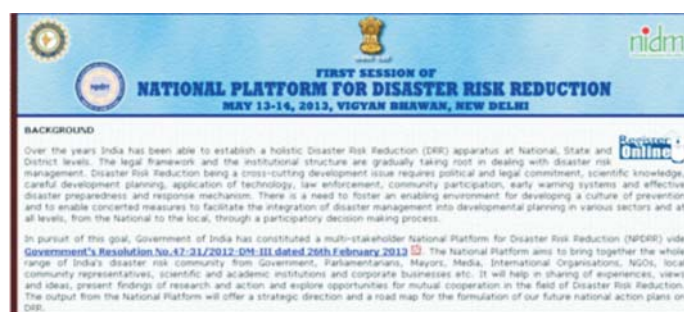 nidm
FIRST SESSION OF
NATIONAL PLATFORM FOR DISASTER RISK REDUCTION
MAY 13-14, 2013, VIGYAN BHAWAN, NEW DELHI
BACKGROUND
Register
Online
Over the years India has been able to establish a holistic Disaster Risk Reduction (DRR) apparatus at National, State and
District levels. The legal framework and the institutional structure are gradually taking root in dealing with disaster risk
management. Disaster Risk Reduction being a cross-cutting development issue requires political and legal commitment, scientific knowledge,
careful development planning, application of technology, law enforcement, community participation, early warning systems and effective
disaster preparedness and response mechanism. There is a need to foster an enabling environment for developing a culture of prevention
and to enable concerted measures to facilitate the integration of disaster management into developmental planning in various sectors and at
all levels, from the National to the local, through a participatory decision making process.
In pursuit of this goal, Government of India has constituted a multi-stakeholder National Platform for Disaster Risk Reduction (NPDRR) vide
Government's Resolution No.47-31/2012-DM-III dated 26th February 2013 . The National Platform aims to bring together the whole
range of India's disaster risk community from Government, Parliamentarians, Mayors, Media, International Organisations, NGOs, local
community representatives, scientific and academic institutions and corporate businesses etc. It will help in sharing of experiences, views
and ideas, present findings of research and action and explore opportunities for mutual cooperation in the field of Disaster Risk Reduction.
The output from the National Platform will offer a strategic direction and a road map for the formulation of our future national action plans on
DRR.